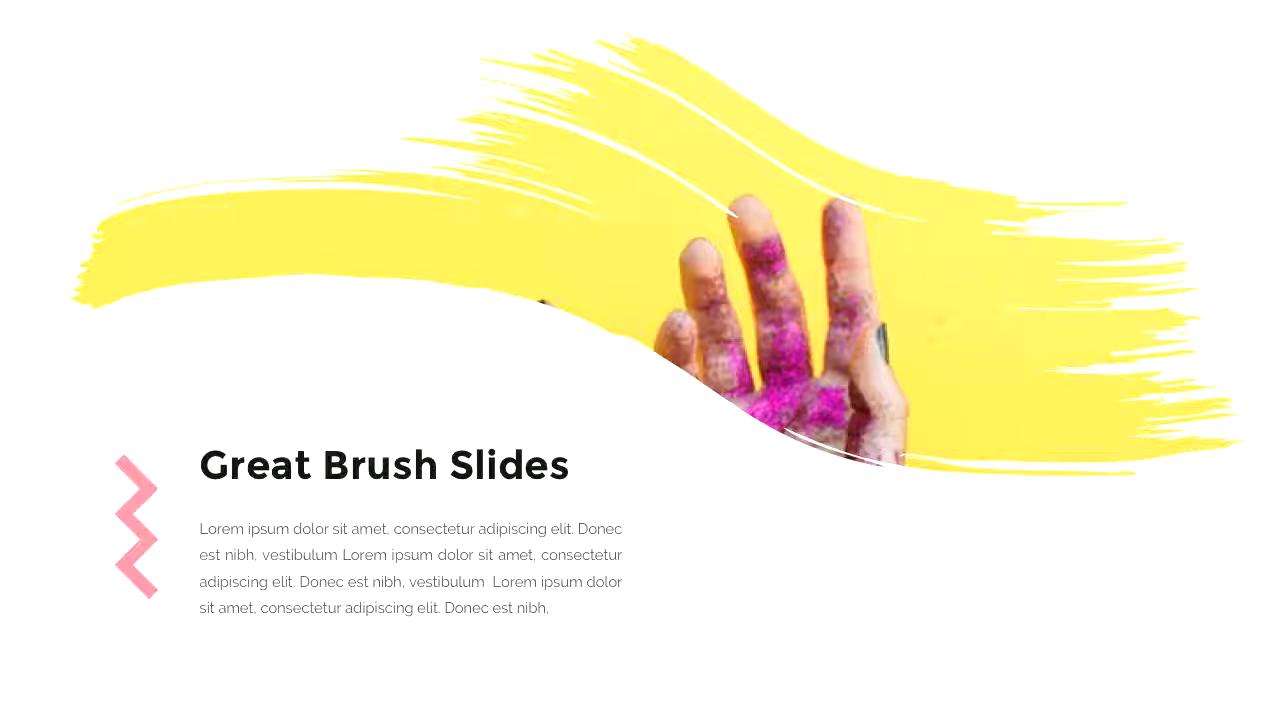 Great Brush Slides
Lorem ipsum dolor sit amet, consectetur adipiscing elit. Donec
est nibh, vestibulum Lorem ipsum dolor sit amet, consectetur
adipiscing elit. Donec est nibh, vestibulum  Lorem ipsum dolor
sit amet, consectetur adipiscing elit. Donec est nibh,